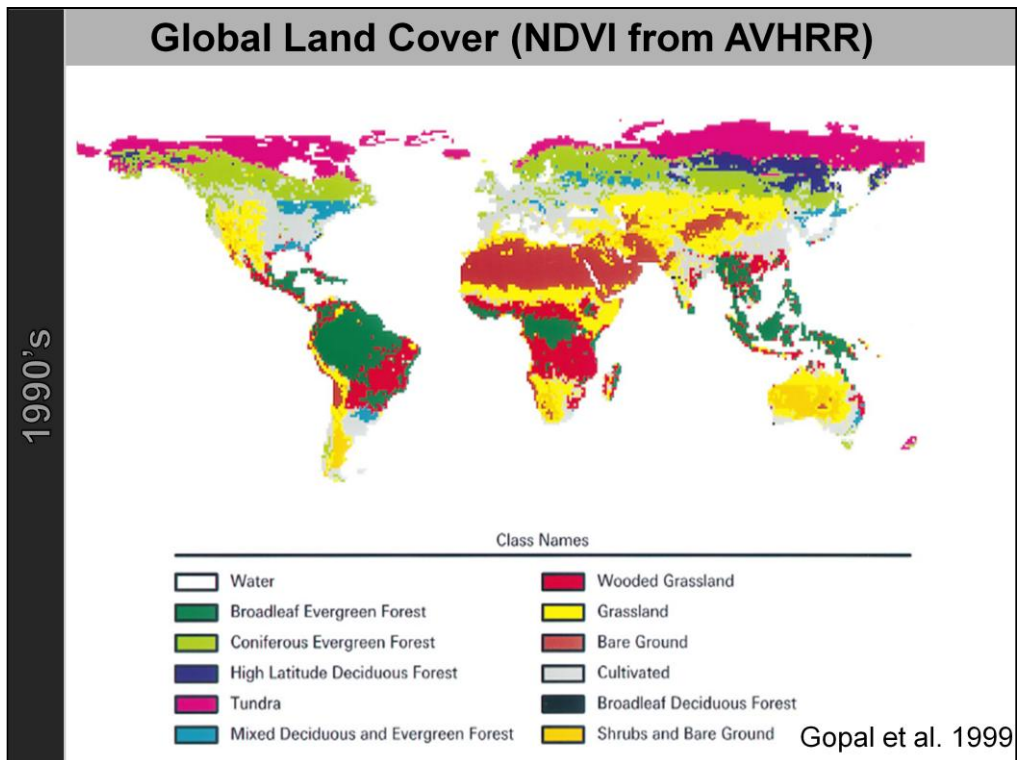 Global Land Cover (NDVI from AVHRR)
1990's
Class Names
Water
Broadleaf Evergreen Forest
Coniferous Evergreen Forest
High Latitude Deciduous Forest
Tundra
Mixed Deciduous and Evergreen Forest
Wooded Grassland
Grassland
Bare Ground
Cultivated
Broadleaf Deciduous Forest
Shrubs and Bare Ground
Gopal et al. 1999